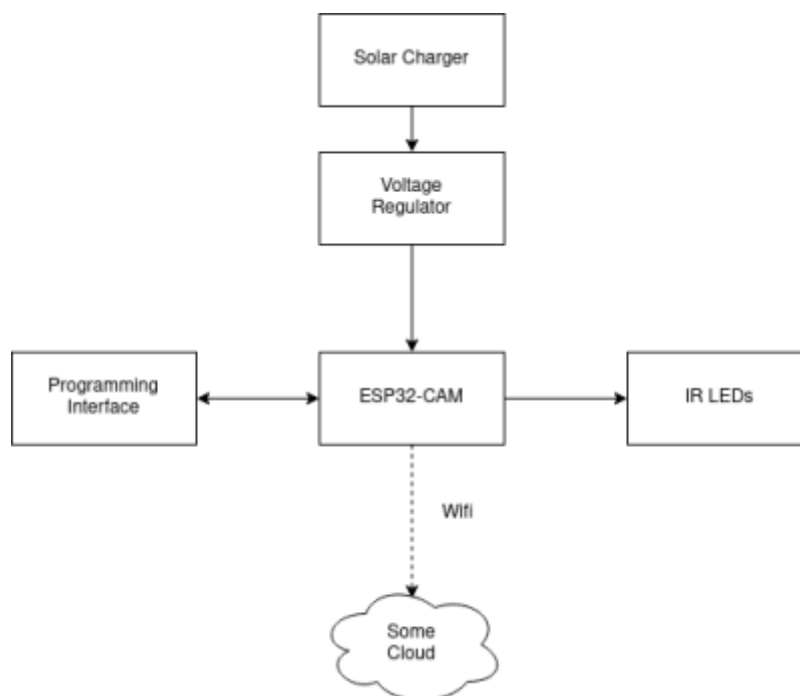 Solar Charger
Voltage
Regulator
Programming
Interface
ESP32-CAM
IR LEDs
Wifi
Some
Cloud